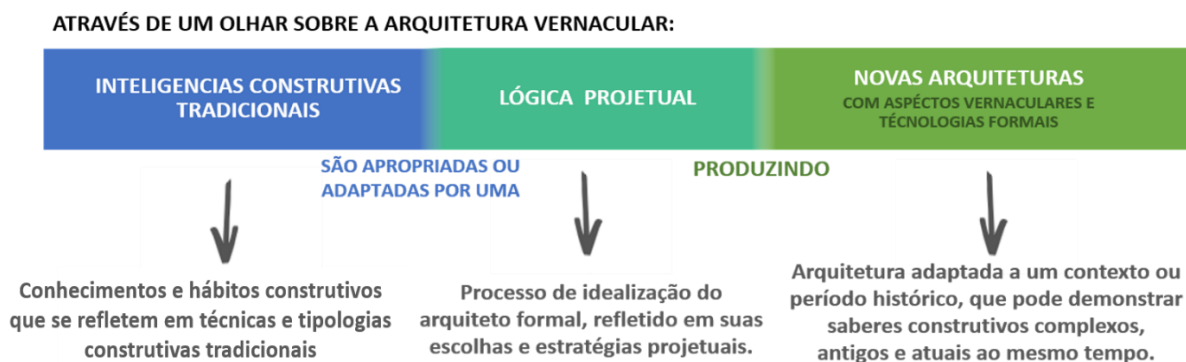 ATRAVÉS DE UM OLHAR SOBRE A ARQUITETURA VERNACULAR:
INTELIGENCIAS CONSTRUTIVAS
TRADICIONAIS
SÃO APROPRIADAS OU
ADAPTADAS POR UMA
LÓGICA PROJETUAL
PRODUZINDO
NOVAS ARQUITETURAS
COM ASPÉCTOS VERNACULARES E
TÉCNOLOGIAS FORMAIS
Conhecimentos e hábitos construtivos
que se refletem em técnicas e tipologias
construtivas tradicionais
Processo de idealização do
arquiteto formal, refletido em suas
escolhas e estratégias projetuais.
Arquitetura adaptada a um contexto ou
período histórico, que pode demonstrar
saberes construtivos complexos,
antigos e atuais ao mesmo tempo.